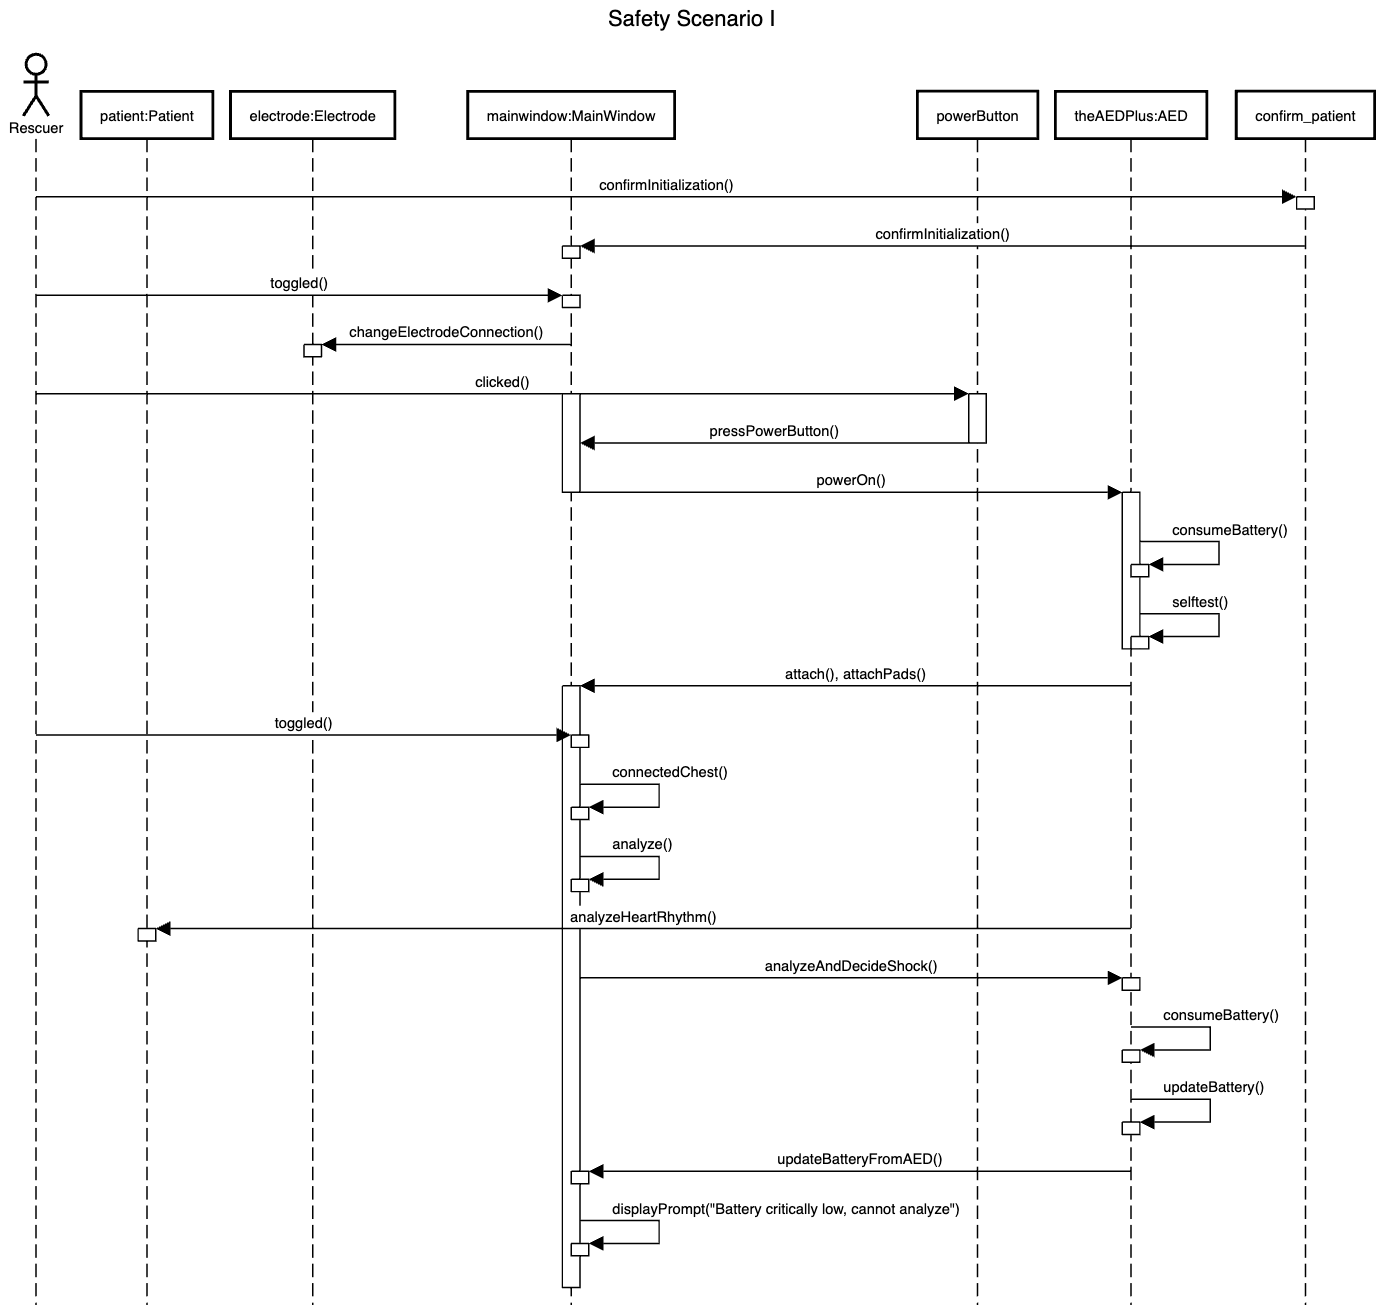 Safety Scenario I
Rescuer
patient:Patient
electrode:Electrode
mainwindow:MainWindow
powerButton
theAEDPlus:AED
confirm_patient
confirmInitialization()
confirmInitialization()
toggled()
changeElectrodeConnection()
clicked()
pressPowerButton()
powerOn()
consumeBattery()
selftest()
attach(), attachPads()
toggled()
connectedChest()
analyze()
analyzeHeartRhythm()
analyzeAndDecideShock()
consumeBattery()
updateBattery()
updateBatteryFromAED()
displayPrompt("Battery critically low, cannot analyze")